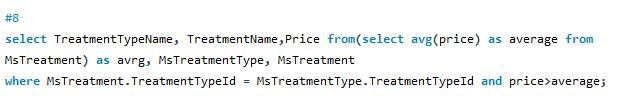 #8
select TreatmentTypeName, TreatmentName,Price from(select avg(price) as average from
MsTreatment) as avrg, MsTreatmentType, MsTreatment
where MsTreatment.TreatmentTypeId = MsTreatmentType.TreatmentTypeId and price>average;